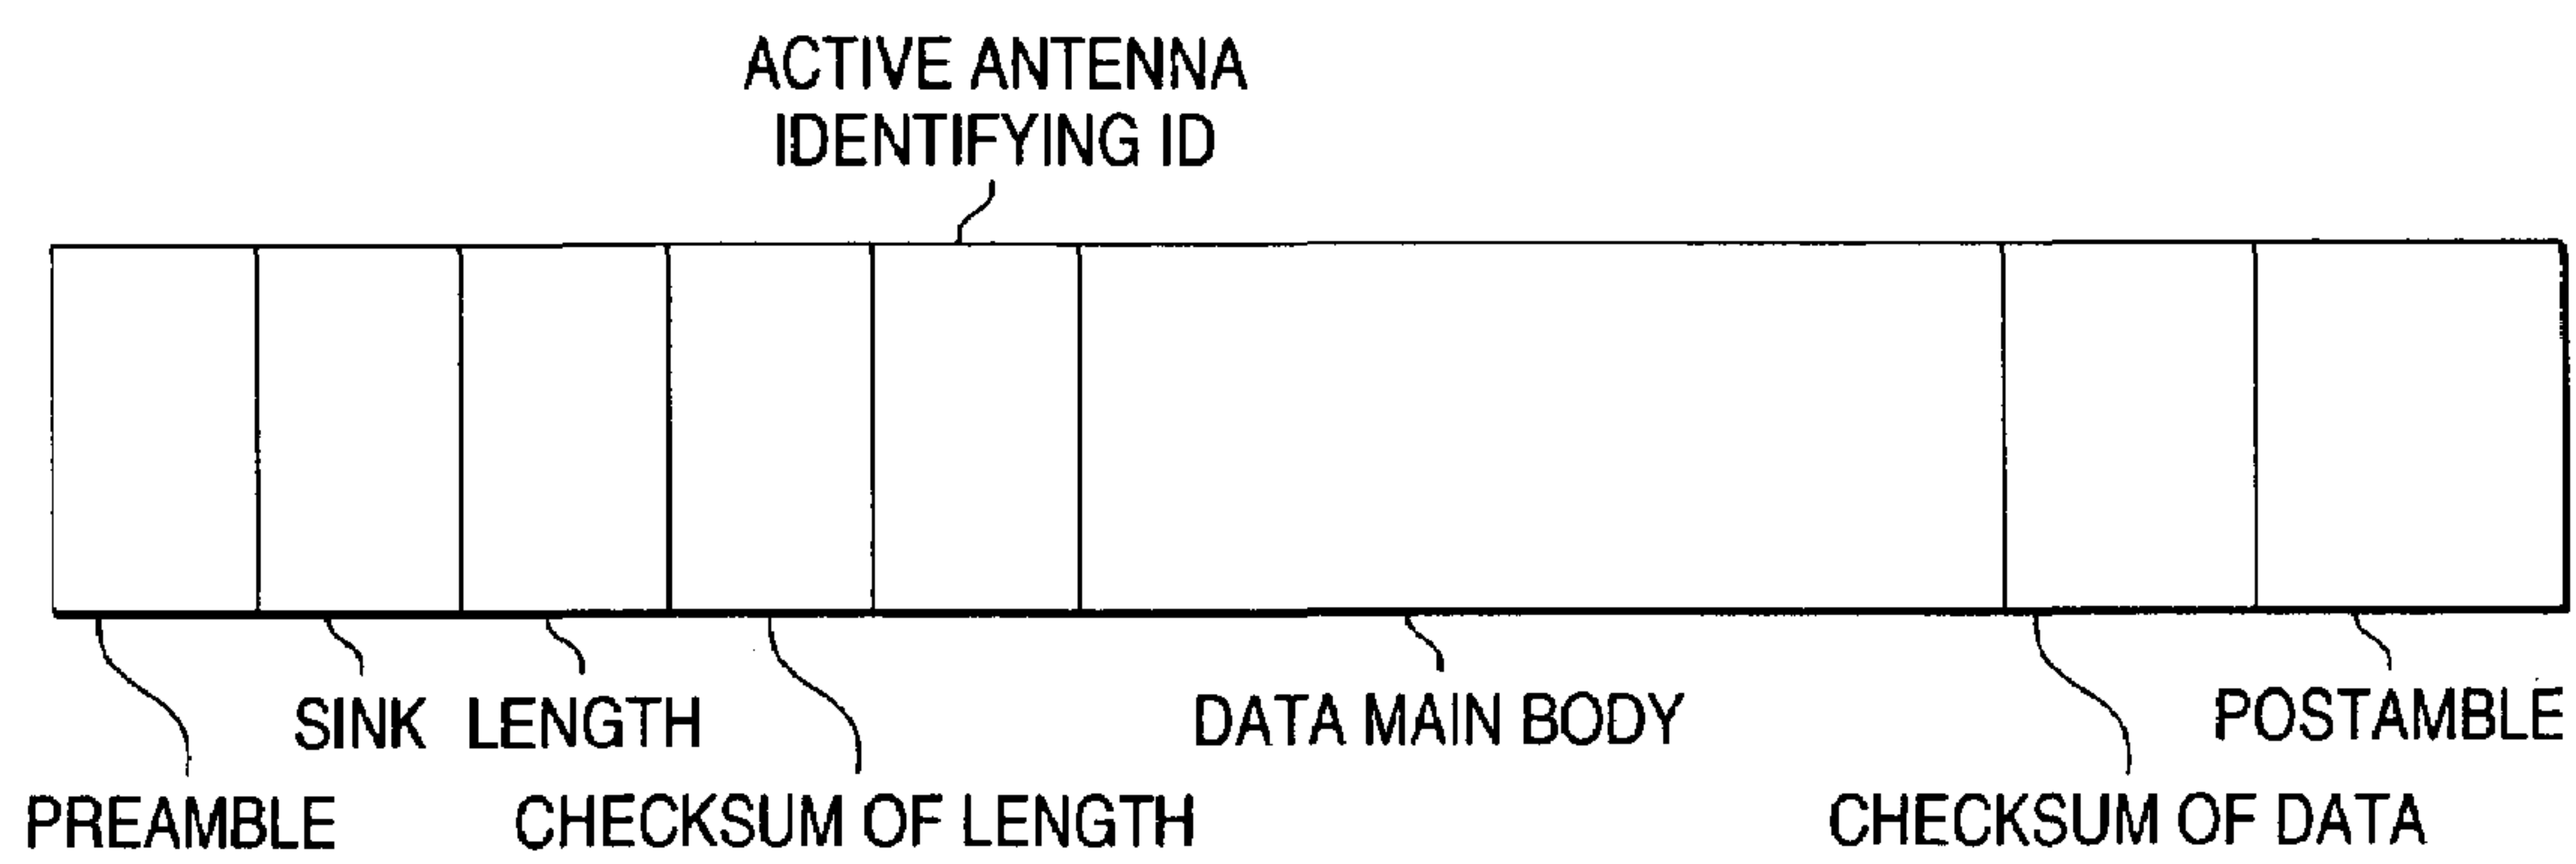 ACTIVE ANTENNA
IDENTIFYING ID
SINK LENGTH
DATA MAIN BODY
POSTAMBLE
PREAMBLE
CHECKSUM OF LENGTH
CHECKSUM OF DATA